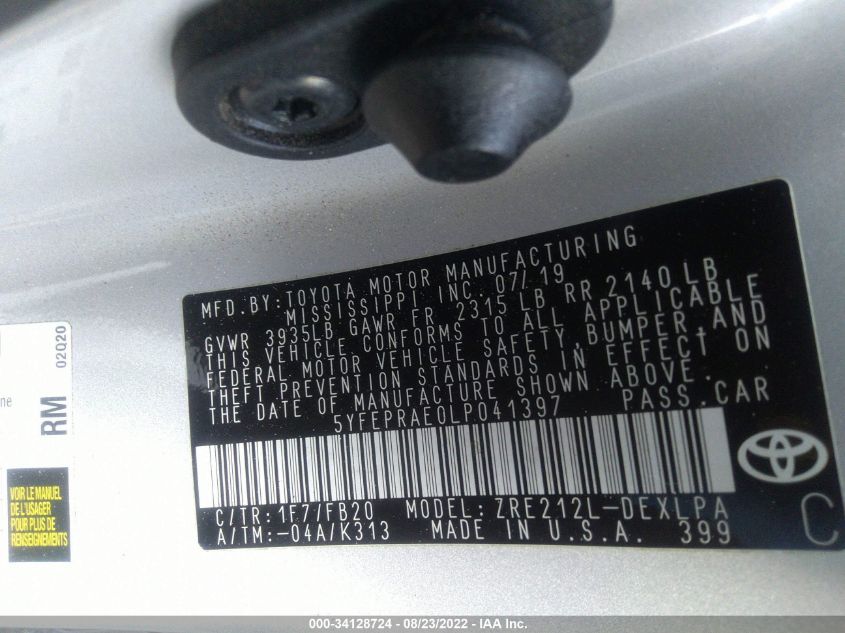 MFD.BY:TOYOTA MOTOR MANUFACTURING
MISSISSIPPI INC. 07/19
GVWR 3935LB GAWR FR 2315 LB RR 2140 LB
THIS VEHICLE CONFORMS TO ALL APPLICABLE
FEDERAL MOTOR VEHICLE SAFETY,BUMPER,AND
THEFT PREVENTION STANDARDS IN EFFECT ON
THE DATE OF MANUFACTURE SHOWN ABOVE.
5YFEPRAE0LP041397 PASS.CAR
C/TR:1F7/FB20 MODEL:ZRE212L-DEXLPA
A/TM:-04A/K313 MADE IN U.S.A. 399
C
ne
RM 02020
VOIR LE MANUEL
DE L'USAGER
POUR PLUS DE
RENSEIGNEMENTS
000-34128724 - 08/23/2022 - IAA Inc.